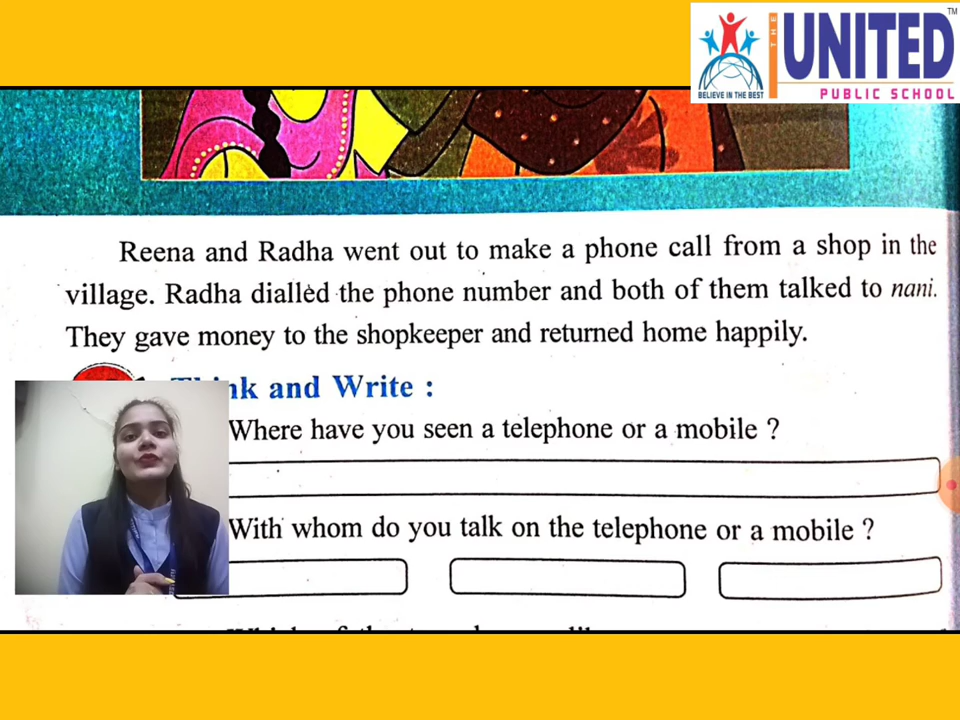 TM
THE
UNITED
PUBLIC SCHOOL
BELIEVE IN THE BEST
Reena and Radha went out to make a phone call from a shop in the
village. Radha dialled the phone number and both of them talked to nani.
They gave money to the shopkeeper and returned home happily.
Think and Write :
Where have you seen a telephone or a mobile ?
With whom do you talk on the telephone or a mobile ?